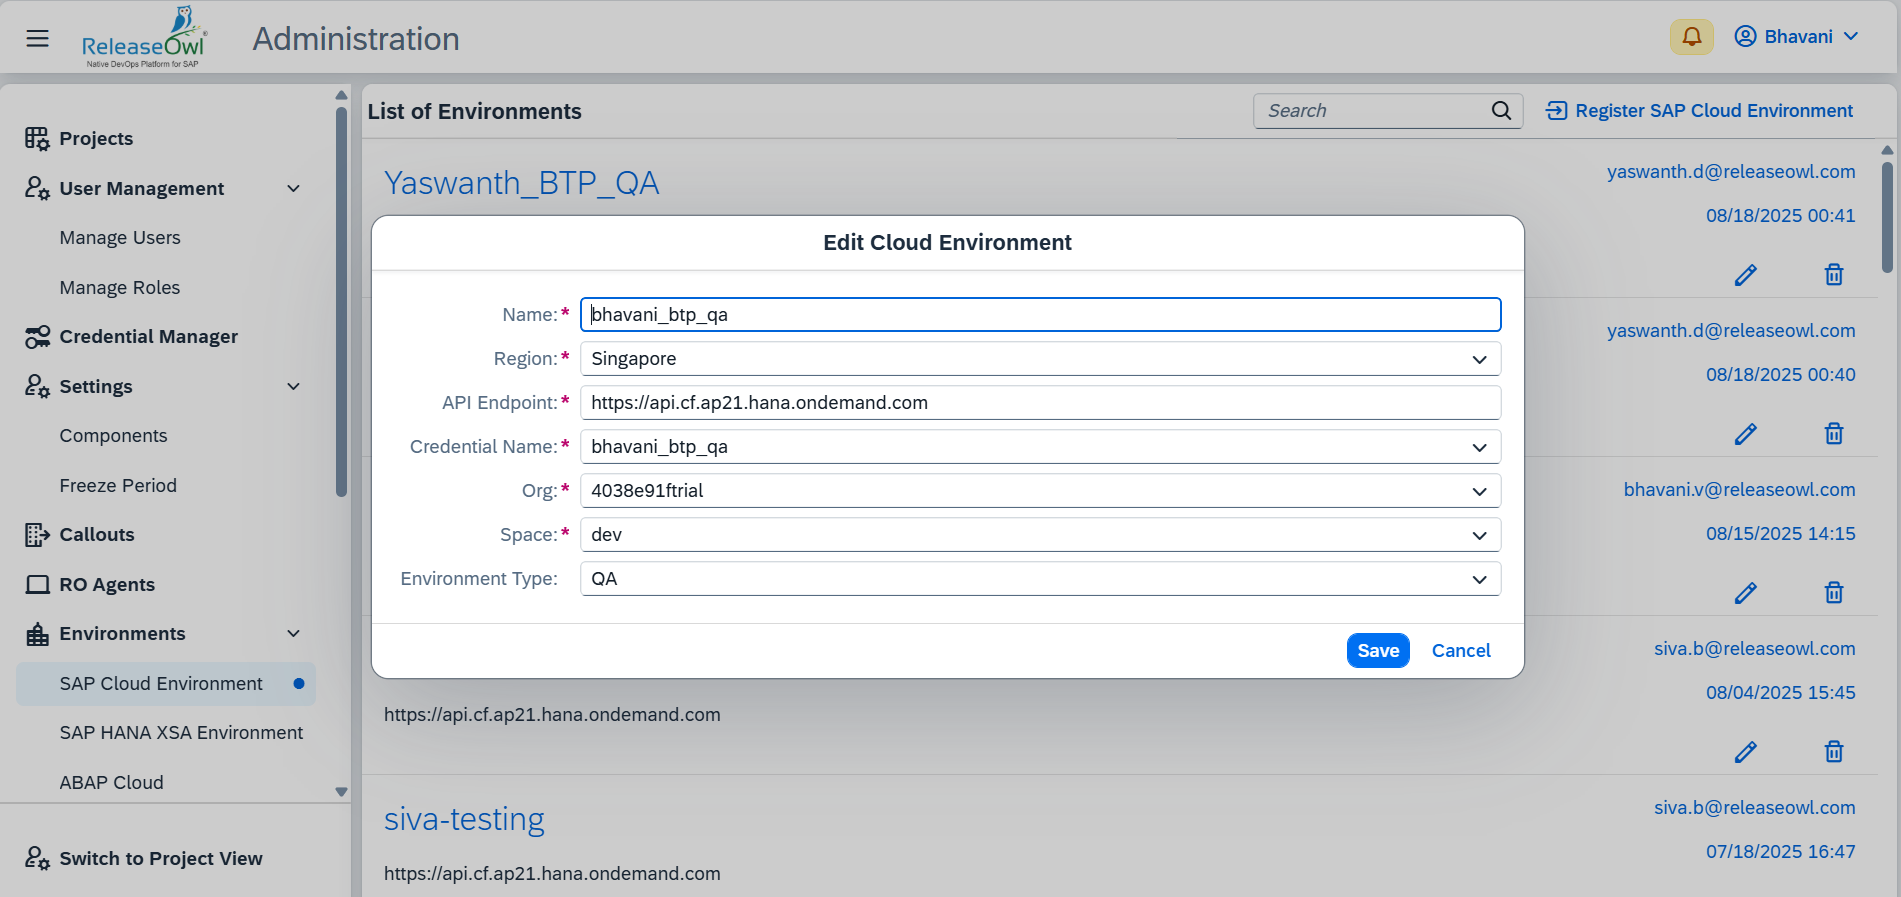 ReleaseOwl®
Native DevOps Platform for SAP
Administration
Bhavani
Projects
User Management
Manage Users
Manage Roles
Credential Manager
Settings
Components
Freeze Period
Callouts
RO Agents
Environments
SAP Cloud Environment
SAP HANA XSA Environment
ABAP Cloud
Switch to Project View
List of Environments
Search
Register SAP Cloud Environment
Yaswanth_BTP_QA
yaswanth.d@releaseowl.com
08/18/2025 00:41
yaswanth.d@releaseowl.com
08/18/2025 00:40
bhavani.v@releaseowl.com
08/15/2025 14:15
siva.b@releaseowl.com
08/04/2025 15:45
https://api.cf.ap21.hana.ondemand.com
siva-testing
siva.b@releaseowl.com
07/18/2025 16:47
https://api.cf.ap21.hana.ondemand.com
Edit Cloud Environment
Name:* bhavani_btp_qa
Region:* Singapore
API Endpoint:* https://api.cf.ap21.hana.ondemand.com
Credential Name:* bhavani_btp_qa
Org:* 4038e91ftrial
Space:* dev
Environment Type: QA
Save Cancel